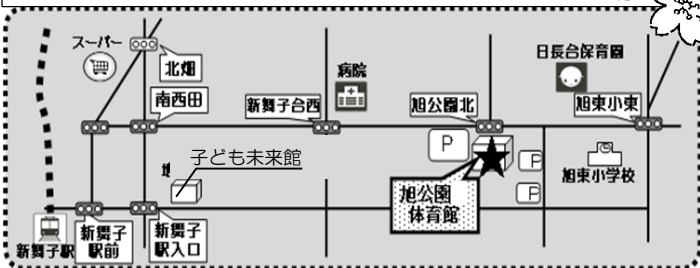 スーパー
北畑
南西田
新舞子台西
病院
旭公園北
日長台保育園
旭東小東
P
P
P
旭東小学校
子ども未来館
旭公園
体育館
新舞子駅
新舞子
駅前
新舞子
駅入口